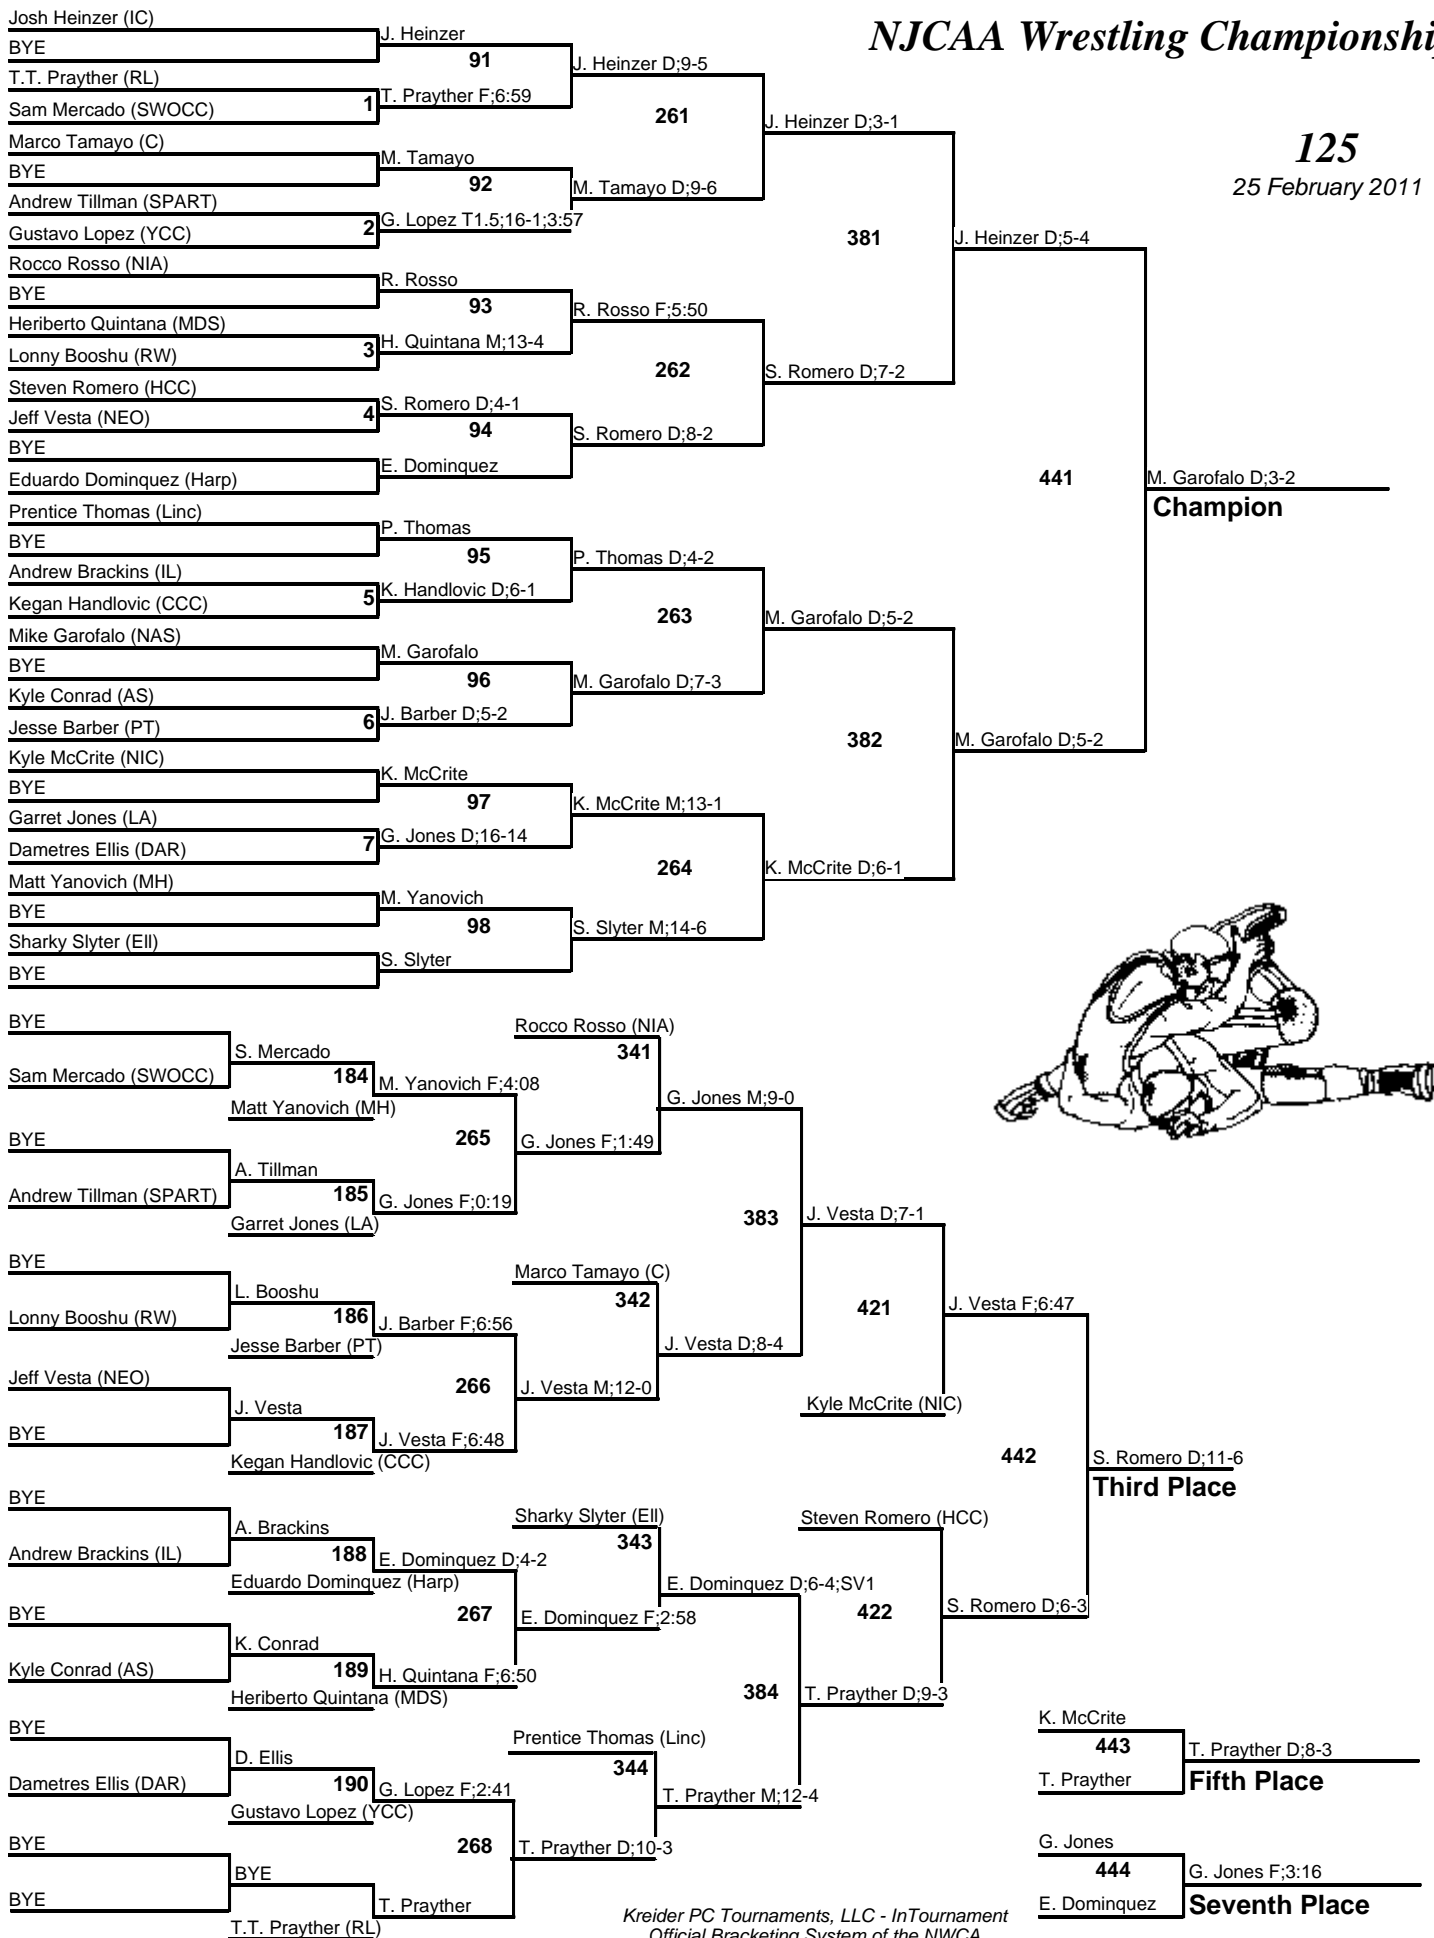 NJCAA Wrestling Championshi
125
25 February 2011
Josh Heinzer (IC)
BYE
T.T. Prayther (RL)
Sam Mercado (SWOCC)
Marco Tamayo (C)
BYE
Andrew Tillman (SPART)
Gustavo Lopez (YCC)
Rocco Rosso (NIA)
BYE
Heriberto Quintana (MDS)
Lonny Booshu (RW)
Steven Romero (HCC)
Jeff Vesta (NEO)
BYE
Eduardo Dominquez (Harp)
Prentice Thomas (Linc)
BYE
Andrew Brackins (IL)
Kegan Handlovic (CCC)
Mike Garofalo (NAS)
BYE
Kyle Conrad (AS)
Jesse Barber (PT)
Kyle McCrite (NIC)
BYE
Garret Jones (LA)
Dametres Ellis (DAR)
Matt Yanovich (MH)
BYE
Sharky Slyter (Ell)
BYE
1
2
3
4
5
6
7
J. Heinzer
91
T. Prayther F;6:59
M. Tamayo
92
G. Lopez T1.5;16-1;3:57
R. Rosso
93
H. Quintana M;13-4
S. Romero D;4-1
94
E. Dominquez
P. Thomas
95
K. Handlovic D;6-1
M. Garofalo
96
J. Barber D;5-2
K. McCrite
97
G. Jones D;16-14
M. Yanovich
98
S. Slyter
J. Heinzer D;9-5
261
M. Tamayo D;9-6
R. Rosso F;5:50
262
S. Romero D;8-2
P. Thomas D;4-2
263
M. Garofalo D;7-3
K. McCrite M;13-1
264
S. Slyter M;14-6
J. Heinzer D;3-1
381
S. Romero D;7-2
M. Garofalo D;5-2
382
K. McCrite D;6-1
J. Heinzer D;5-4
441
M. Garofalo D;5-2
M. Garofalo D;3-2
Champion
BYE
Sam Mercado (SWOCC)
BYE
Andrew Tillman (SPART)
BYE
Lonny Booshu (RW)
Jeff Vesta (NEO)
BYE
BYE
Andrew Brackins (IL)
BYE
Kyle Conrad (AS)
BYE
Dametres Ellis (DAR)
BYE
BYE
S. Mercado
184
Matt Yanovich (MH)
A. Tillman
185
Garret Jones (LA)
L. Booshu
186
Jesse Barber (PT)
J. Vesta
187
Kegan Handlovic (CCC)
A. Brackins
188
Eduardo Dominquez (Harp)
K. Conrad
189
Heriberto Quintana (MDS)
D. Ellis
190
Gustavo Lopez (YCC)
BYE
T.T. Prayther (RL)
M. Yanovich F;4:08
265
G. Jones F;0:19
J. Barber F;6:56
266
J. Vesta F;6:48
E. Dominquez D;4-2
267
H. Quintana F;6:50
G. Lopez F;2:41
268
T. Prayther
Rocco Rosso (NIA)
341
G. Jones F;1:49
Marco Tamayo (C)
342
J. Vesta M;12-0
Sharky Slyter (Ell)
343
E. Dominquez F;2:58
Prentice Thomas (Linc)
344
T. Prayther D;10-3
G. Jones M;9-0
383
J. Vesta D;8-4
E. Dominquez D;6-4;SV1
384
T. Prayther M;12-4
J. Vesta D;7-1
421
Kyle McCrite (NIC)
Steven Romero (HCC)
422
T. Prayther D;9-3
J. Vesta F;6:47
442
S. Romero D;6-3
S. Romero D;11-6
Third Place
K. McCrite
443
T. Prayther
T. Prayther D;8-3
Fifth Place
G. Jones
444
E. Dominquez
G. Jones F;3:16
Seventh Place
Kreider PC Tournaments, LLC - InTournament
Official Bracketing System of the NWCA